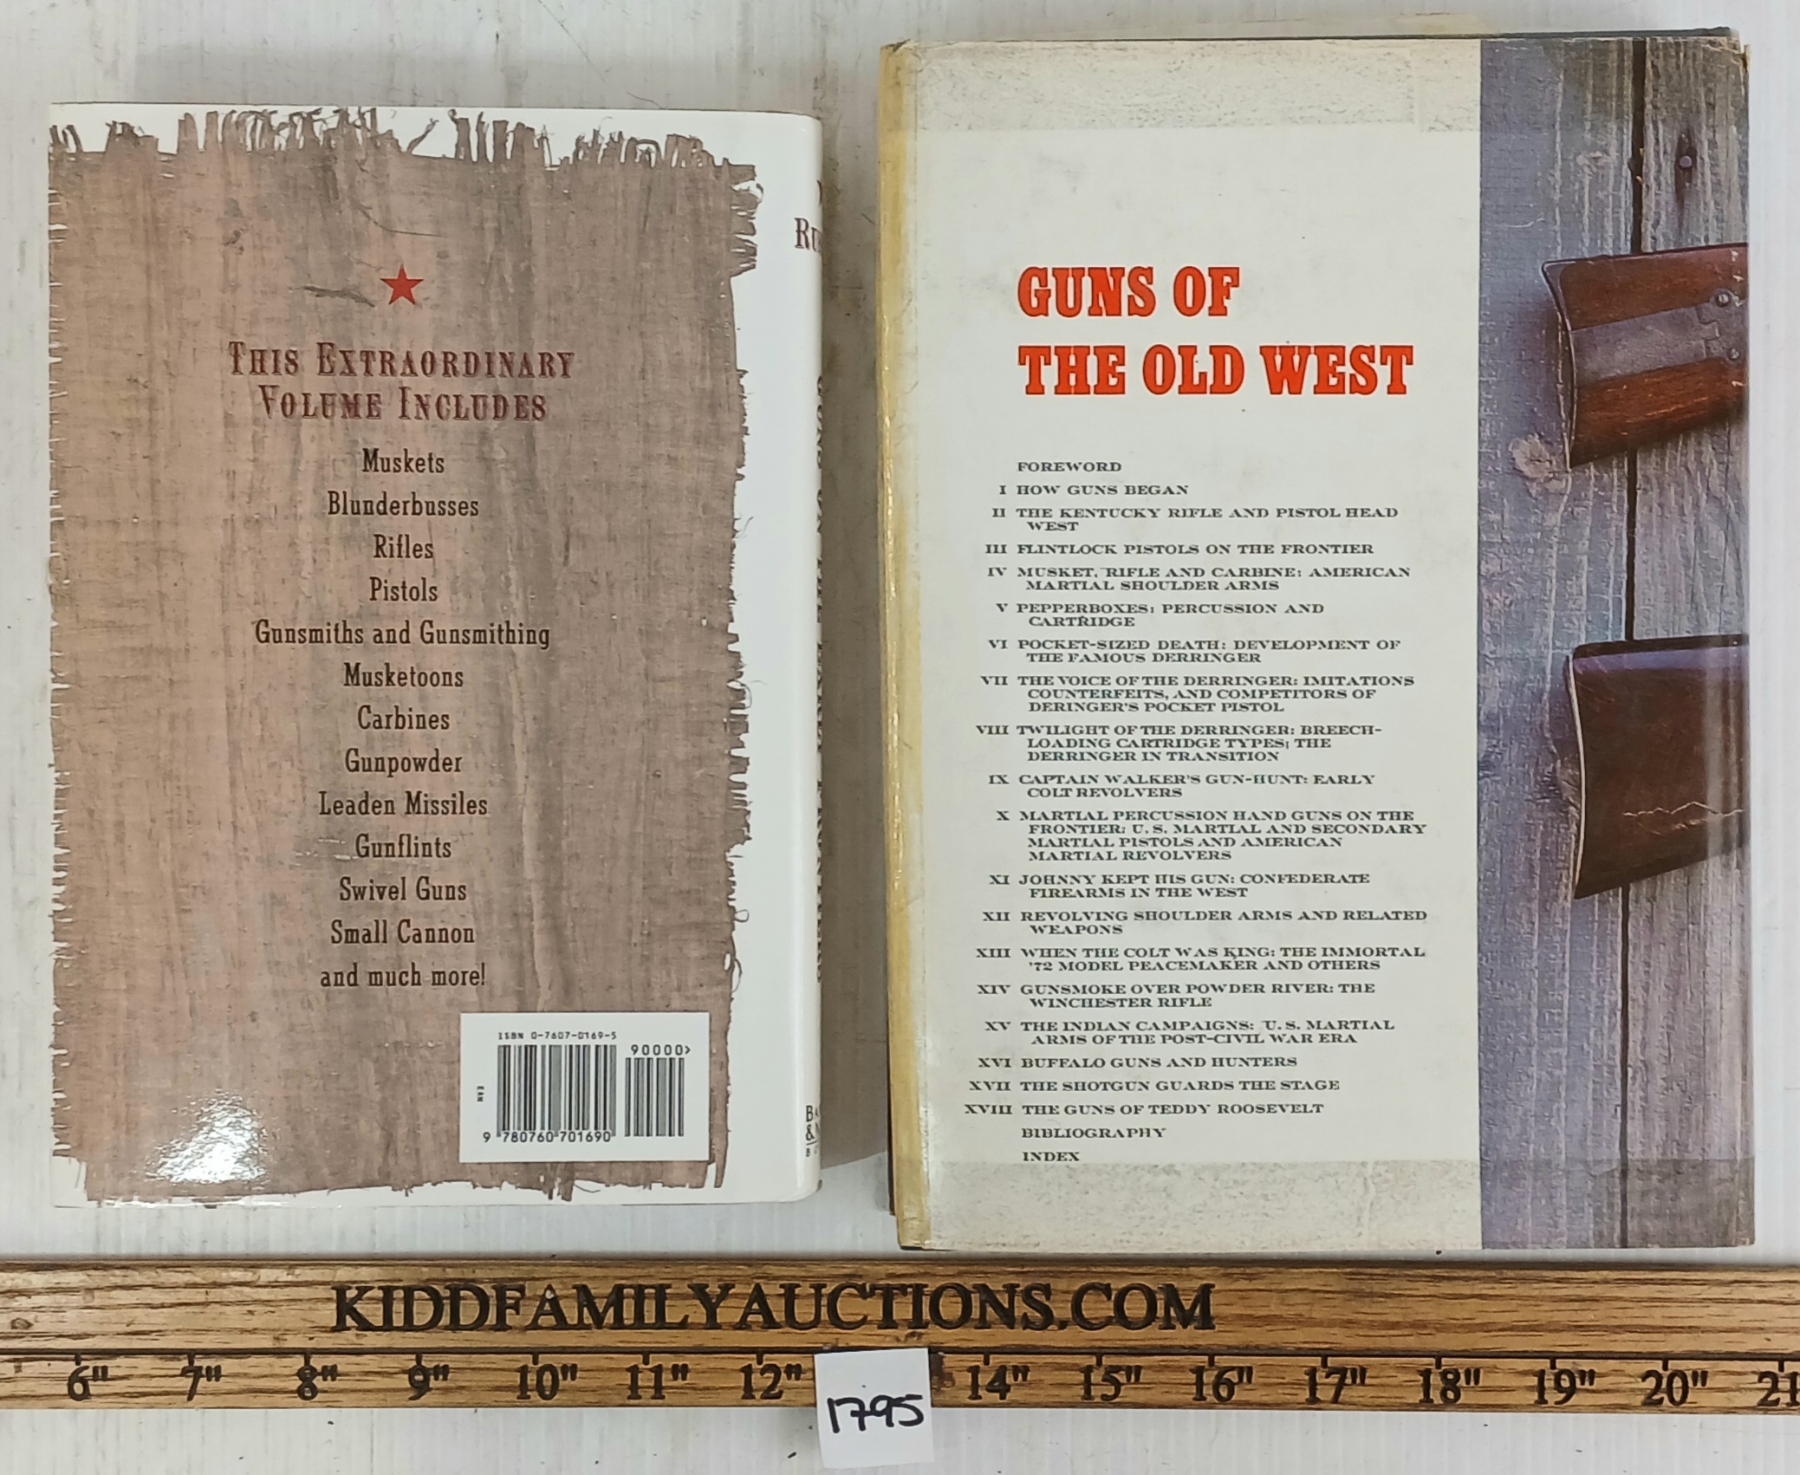 THIS EXTRAORDINARY
VOLUME INCLUDES
Muskets
Blunderbusses
Rifles
Pistols
Gunsmiths and Gunsmithing
Musketoons
Carbines
Gunpowder
Leaden Missiles
Gunflints
Swivel Guns
Small Cannon
and much more!
ISBN 0-7607-0169-5
90000>
EAN
9 780760 701690
GUNS OF
THE OLD WEST
FOREWORD
I HOW GUNS BEGAN
II THE KENTUCKY RIFLE AND PISTOL HEAD
WEST
III FLINTLOCK PISTOLS ON THE FRONTIER
IV MUSKET, RIFLE AND CARBINE: AMERICAN
MARTIAL SHOULDER ARMS
V PEPPERBOXES: PERCUSSION AND
CARTRIDGE
VI POCKET-SIZED DEATH: DEVELOPMENT OF
THE FAMOUS DERRINGER
VII THE VOICE OF THE DERRINGER: IMITATIONS
COUNTERFEITS, AND COMPETITORS OF
DERINGER'S POCKET PISTOL
VIII TWILIGHT OF THE DERRINGER: BREECH-
LOADING CARTRIDGE TYPES; THE
DERRINGER IN TRANSITION
IX CAPTAIN WALKER'S GUN-HUNT: EARLY
COLT REVOLVERS
X MARTIAL PERCUSSION HAND GUNS ON THE
FRONTIER: U. S. MARTIAL AND SECONDARY
MARTIAL PISTOLS AND AMERICAN
MARTIAL REVOLVERS
XI JOHNNY KEPT HIS GUN: CONFEDERATE
FIREARMS IN THE WEST
XII REVOLVING SHOULDER ARMS AND RELATED
WEAPONS
XIII WHEN THE COLT WAS KING: THE IMMORTAL
'72 MODEL PEACEMAKER AND OTHERS
XIV GUNSMOKE OVER POWDER RIVER: THE
WINCHESTER RIFLE
XV THE INDIAN CAMPAIGNS: U. S. MARTIAL
ARMS OF THE POST-CIVIL WAR ERA
XVI BUFFALO GUNS AND HUNTERS
XVII THE SHOTGUN GUARDS THE STAGE
XVIII THE GUNS OF TEDDY ROOSEVELT
BIBLIOGRAPHY
INDEX
KIDDFAMILYAUCTIONS.COM
6" 7" 8" 9" 10" 11" 12" 14" 15" 16" 17" 18" 19" 20" 21
1795